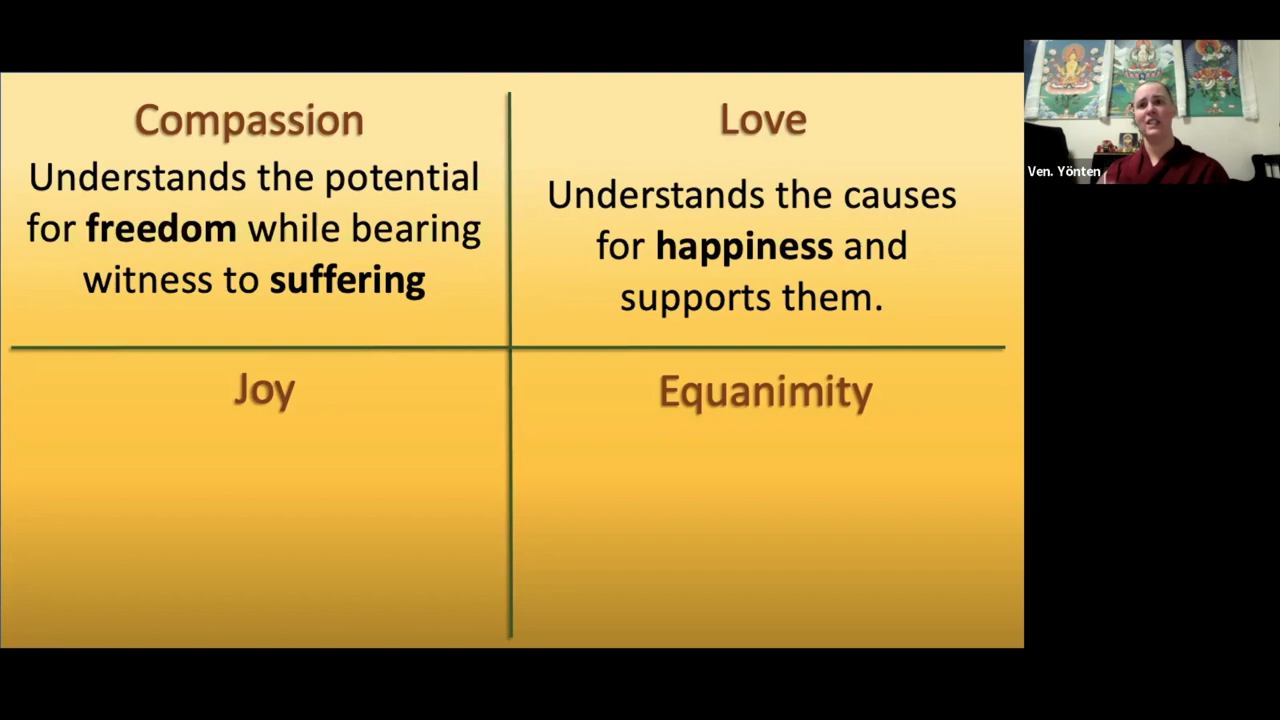 Compassion
Understands the potential
for freedom while bearing
witness to suffering
Love
Understands the causes
for happiness and
supports them.
Joy
Equanimity
Ven. Yönten